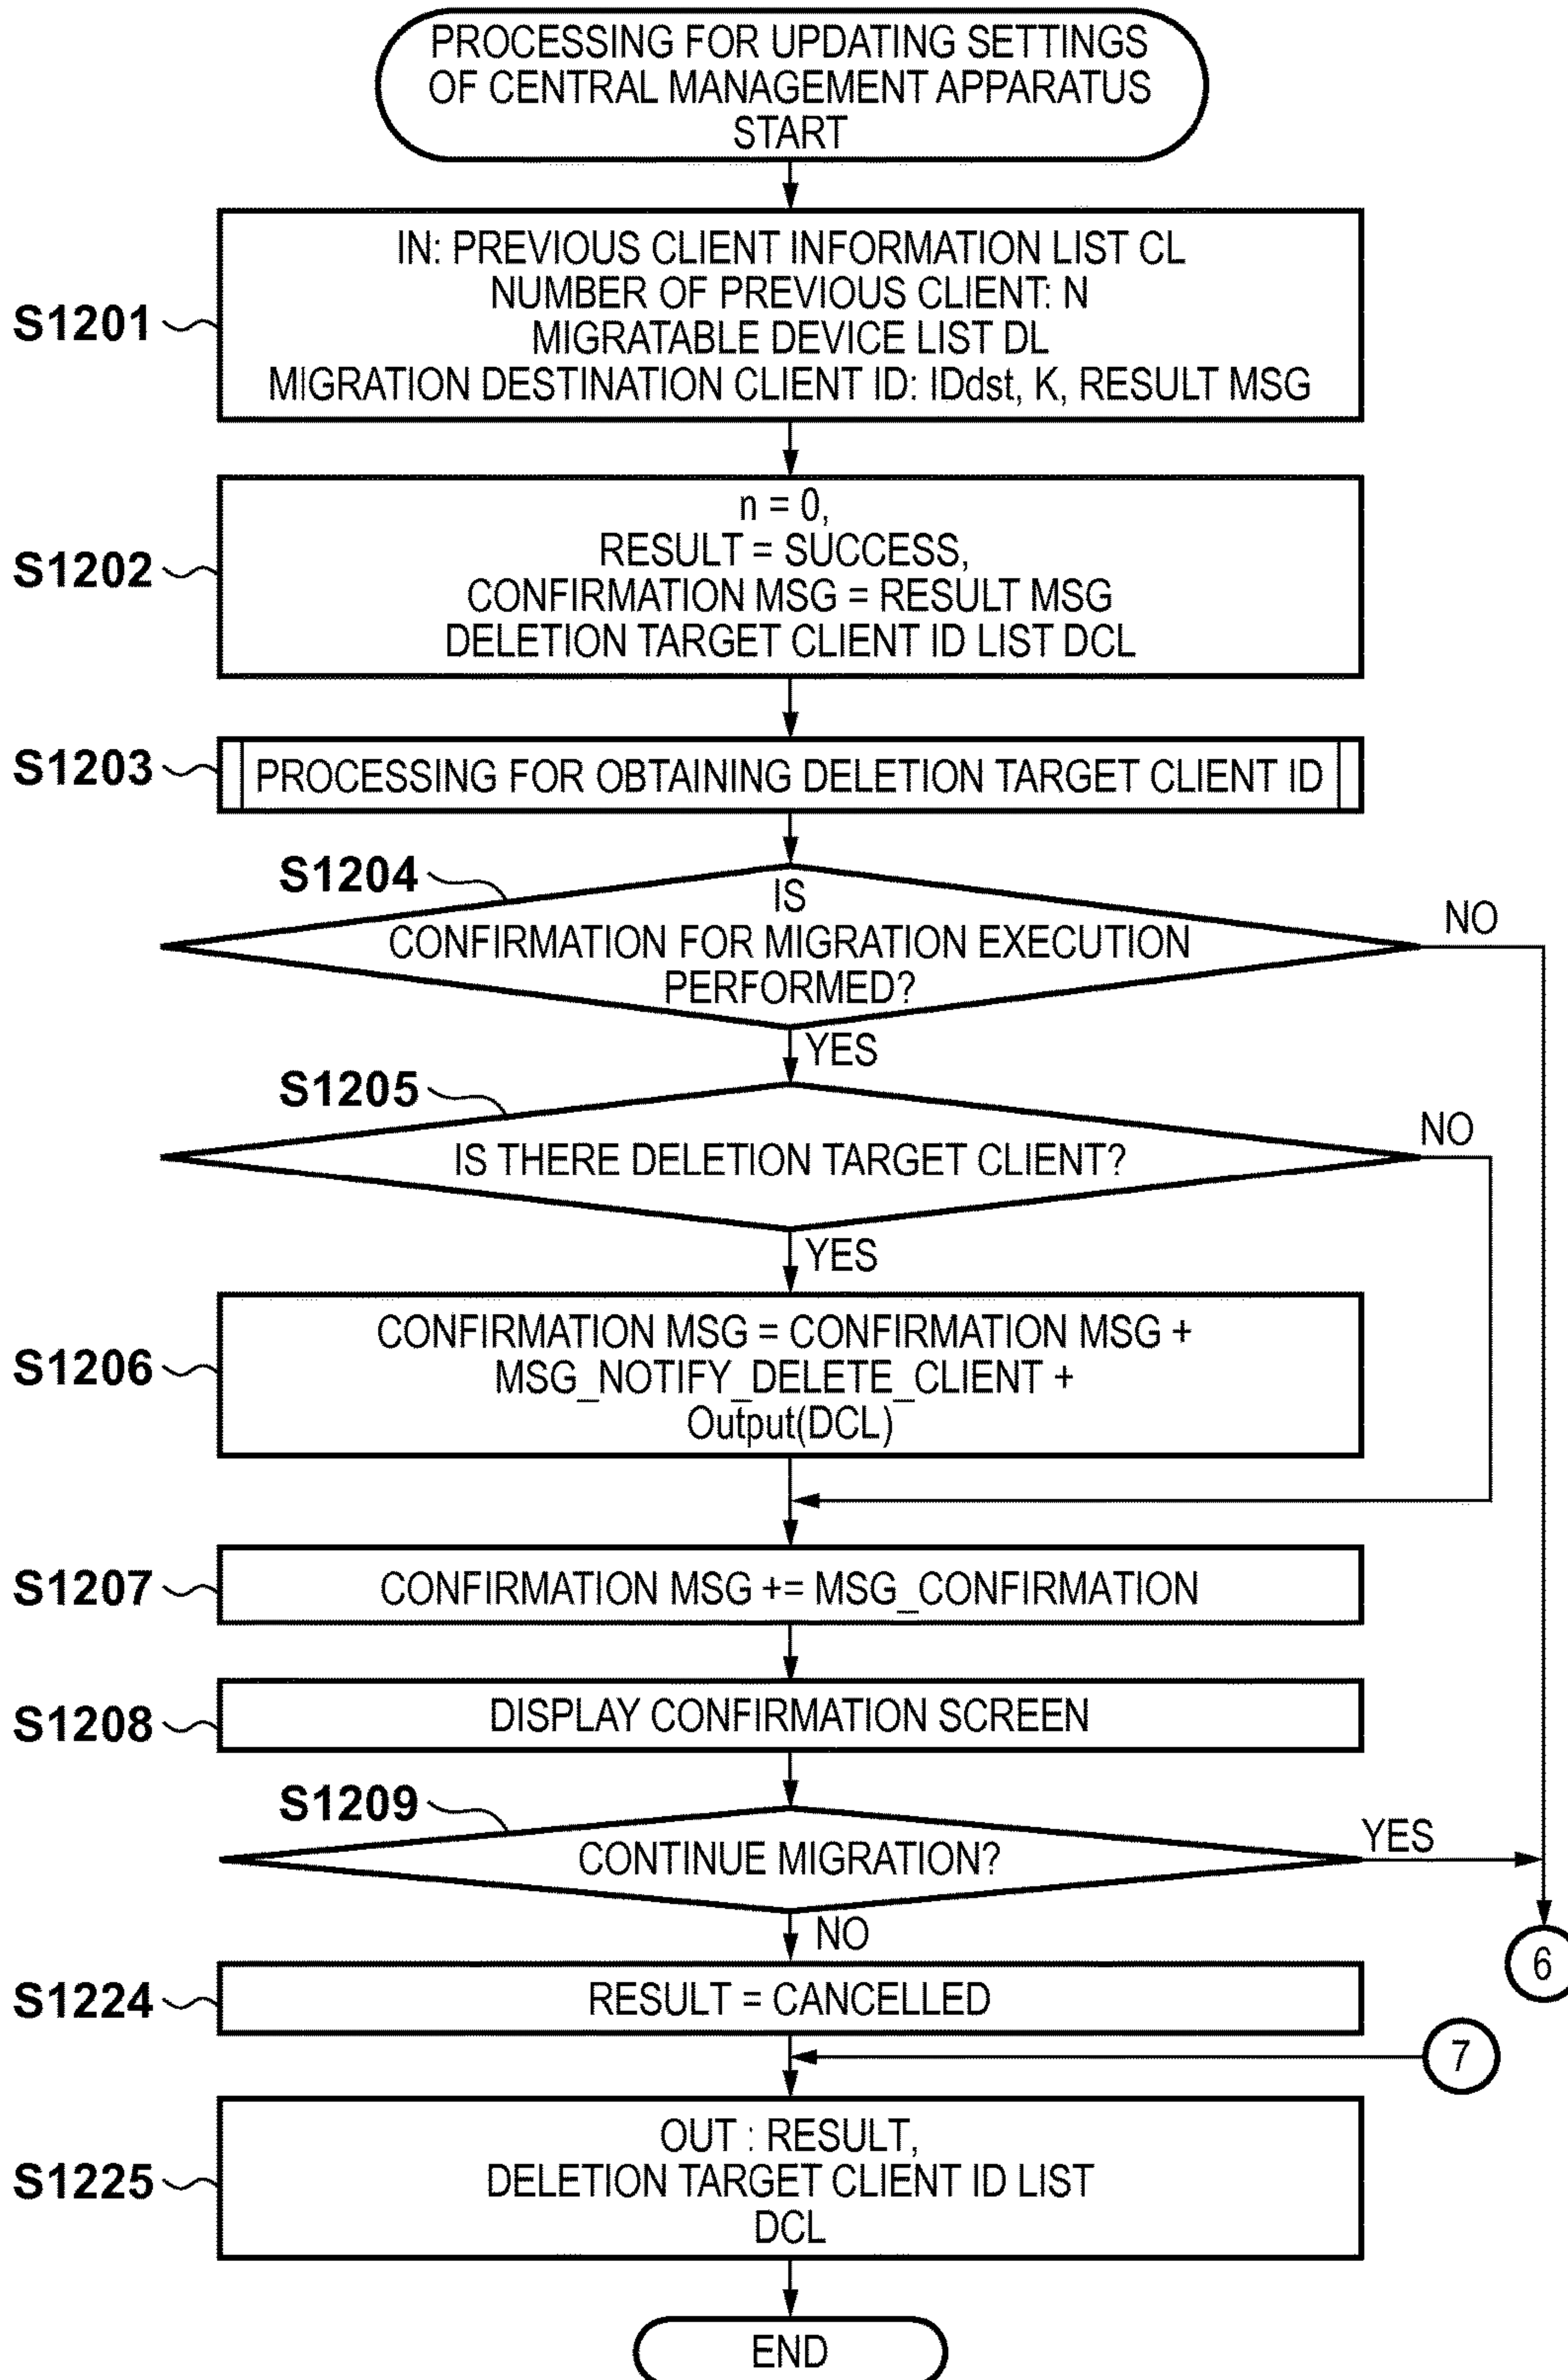 PROCESSING FOR UPDATING SETTINGS
OF CENTRAL MANAGEMENT APPARATUS
START
S1201
IN: PREVIOUS CLIENT INFORMATION LIST CL
NUMBER OF PREVIOUS CLIENT: N
MIGRATABLE DEVICE LIST DL
MIGRATION DESTINATION CLIENT ID: IDdst, K, RESULT MSG
S1202
n = 0,
RESULT = SUCCESS,
CONFIRMATION MSG = RESULT MSG
DELETION TARGET CLIENT ID LIST DCL
S1203
PROCESSING FOR OBTAINING DELETION TARGET CLIENT ID
S1204
IS
CONFIRMATION FOR MIGRATION EXECUTION
PERFORMED?
NO
YES
S1205
IS THERE DELETION TARGET CLIENT?
NO
YES
S1206
CONFIRMATION MSG = CONFIRMATION MSG +
MSG_NOTIFY_DELETE_CLIENT +
Output(DCL)
S1207
CONFIRMATION MSG += MSG_CONFIRMATION
S1208
DISPLAY CONFIRMATION SCREEN
S1209
CONTINUE MIGRATION?
YES
NO
6
S1224
RESULT = CANCELLED
7
S1225
OUT : RESULT,
DELETION TARGET CLIENT ID LIST
DCL
END